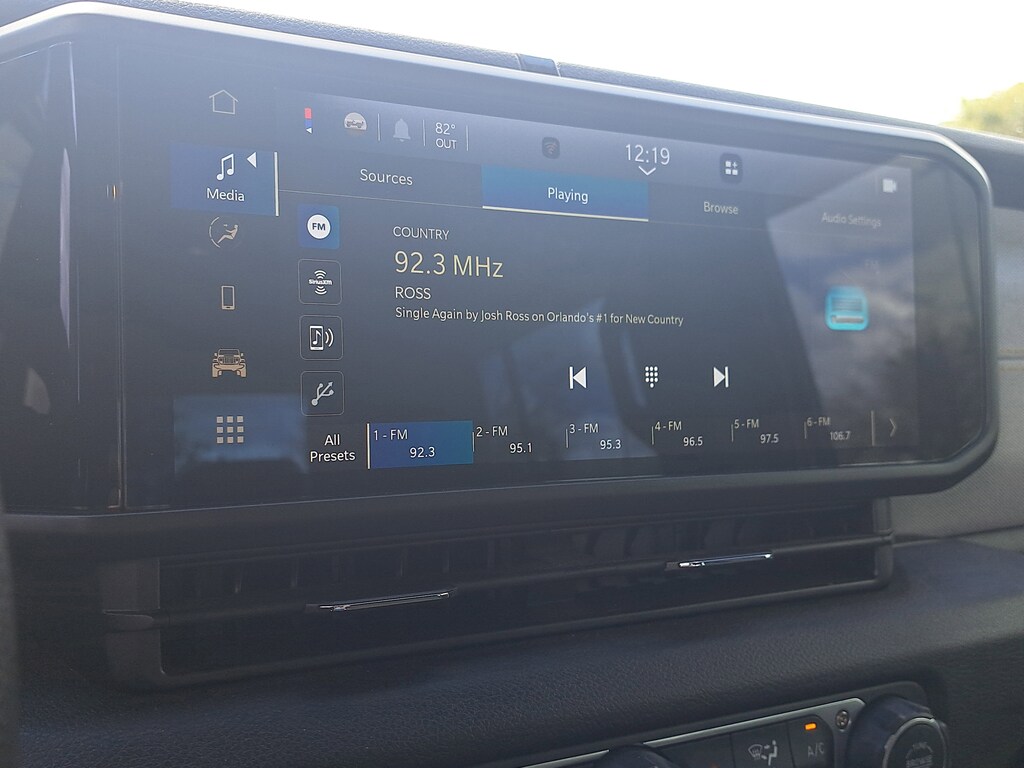 82°
OUT
12:19
Media
Sources
Playing
Browse
Audio Settings
FM
SiriusXM
COUNTRY
92.3 MHz
ROSS
Single Again by Josh Ross on Orlando's #1 for New Country
All
Presets
1 - FM
92.3
2 - FM
95.1
3 - FM
95.3
4 - FM
96.5
5 - FM
97.5
6 - FM
106.7
A/C